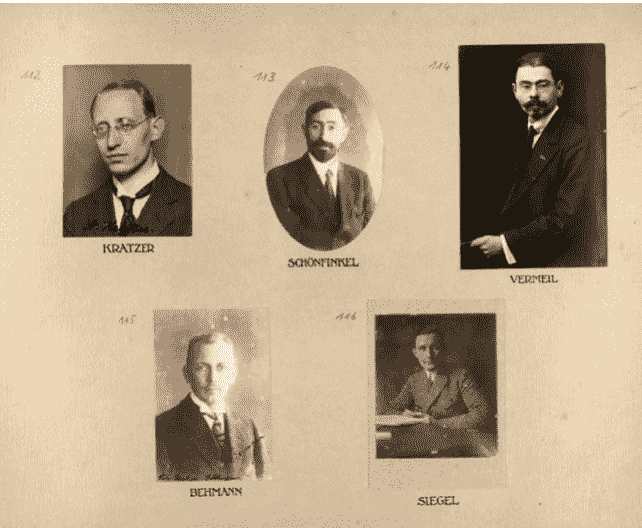 112
113
114
KRATZER
SCHÖNFINKEL
VERMEIL
115
116
BEHMANN
SIEGEL